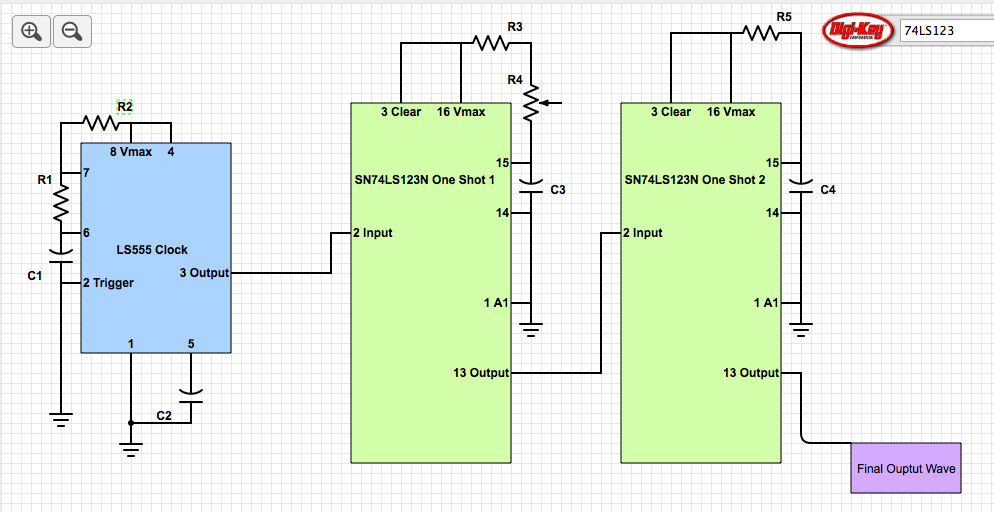 Digi-Key
CORPORATION
74LS123
R2
8 Vmax
4
R1
7
6
LS555 Clock
C1
2 Trigger
3 Output
1
5
C2
R3
R4
3 Clear
16 Vmax
15
SN74LS123N One Shot 1
C3
14
2 Input
1 A1
13 Output
R5
3 Clear
16 Vmax
15
SN74LS123N One Shot 2
C4
14
2 Input
1 A1
13 Output
Final Ouptut Wave